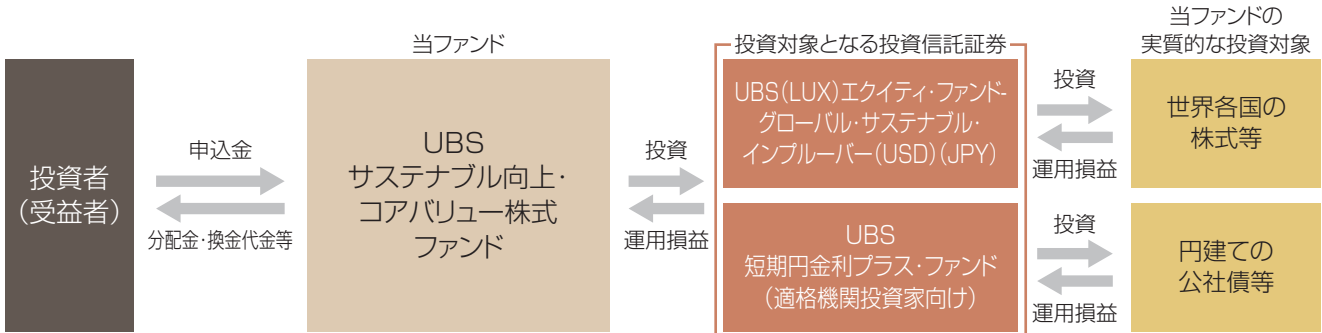 投資者
(受益者)
申込金
分配金・換金代金等
当ファンド
UBS
サステナブル向上・
コアバリュー株式
ファンド
投資
運用損益
投資対象となる投資信託証券
UBS(LUX)エクイティ・ファンド-
グローバル・サステナブル・
インプルーバー(USD)(JPY)
UBS
短期円金利プラス・ファンド
(適格機関投資家向け)
投資
運用損益
投資
運用損益
当ファンドの
実質的な投資対象
世界各国の
株式等
円建ての
公社債等